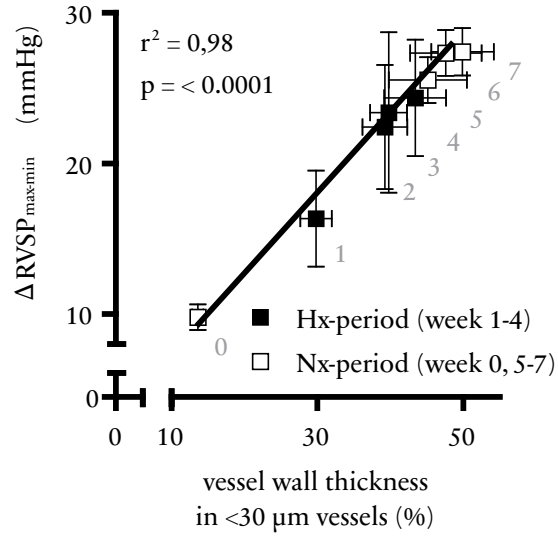 30
20
10
0
ΔRVSPmax-min (mmHg)
r² = 0,98
p = < 0.0001
0
1
2
3
4
5
6
7
Hx-period (week 1-4)
Nx-period (week 0, 5-7)
0 10 30 50
vessel wall thickness
in <30 µm vessels (%)